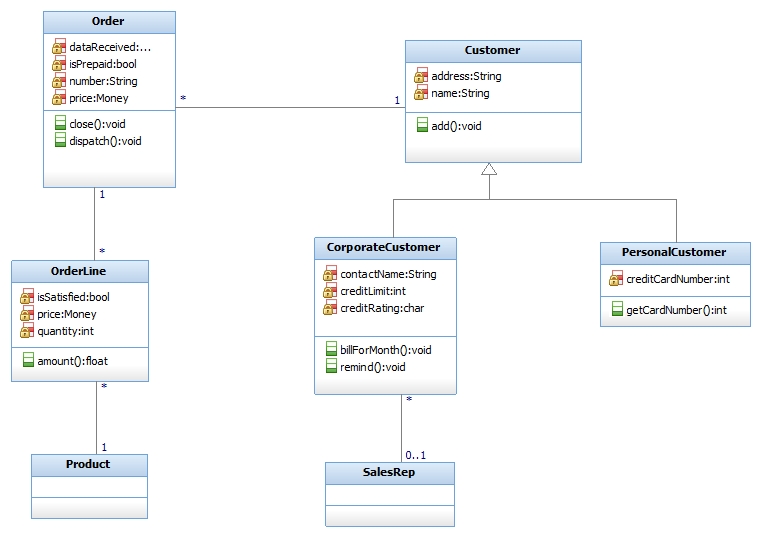 Order
dataReceived:...
isPrepaid:bool
number:String
price:Money
close():void
dispatch():void
*
1
Customer
address:String
name:String
add():void
1
*
OrderLine
isSatisfied:bool
price:Money
quantity:int
amount():float
CorporateCustomer
contactName:String
creditLimit:int
creditRating:char
billForMonth():void
remind():void
PersonalCustomer
creditCardNumber:int
getCardNumber():int
*
1
Product
*
0..1
SalesRep